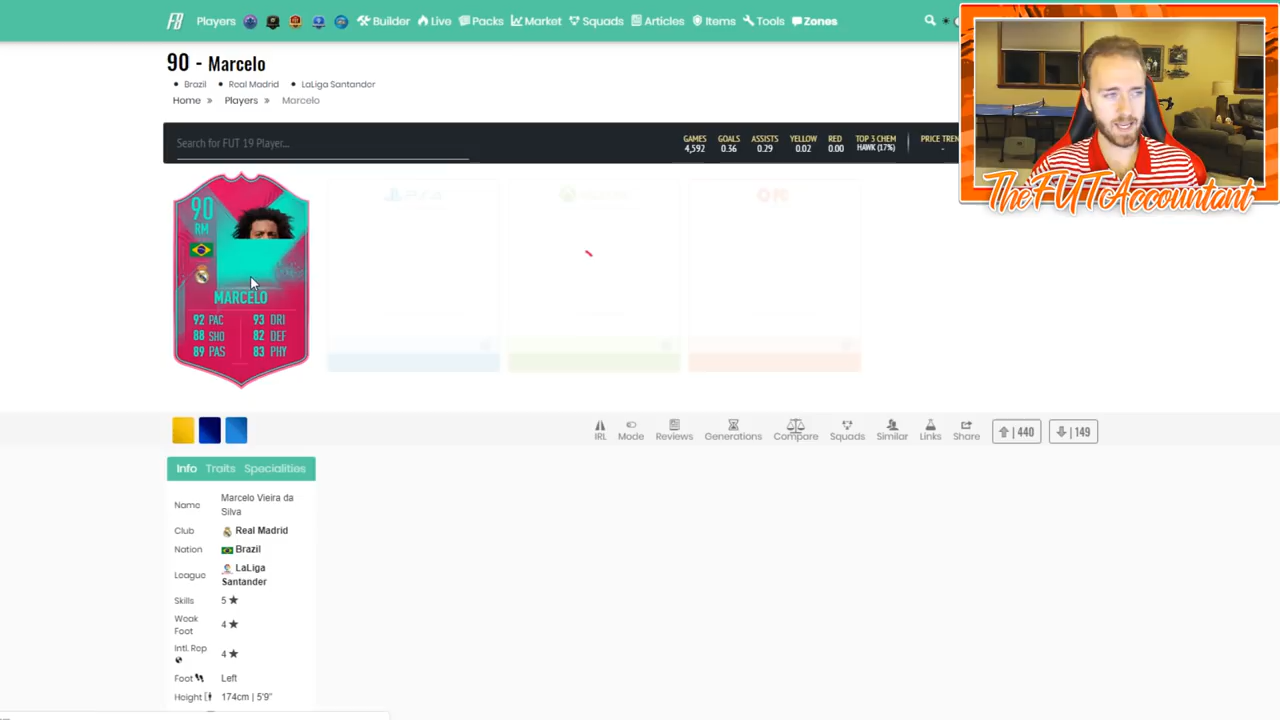 FB Players Builder Live Packs Market Squads Articles Items Tools Zones
90 - Marcelo
Brazil Real Madrid LaLiga Santander
Home » Players » Marcelo
Search for FUT 19 Player...
GAMES GOALS ASSISTS YELLOW RED TOP 3 CHEM PRICE TREN
4,592 0.36 0.29 0.02 0.00 HAWK (17%) -
TheFUTAccountant
PS4
PC
90
RM
MARCELO
92 PAC 93 DRI
88 SHO 82 DEF
89 PAS 83 PHY
IRL Mode Reviews Generations Compare Squads Similar Links Share
440 149
Info Traits Specialities
Name Marcelo Vieira da Silva
Club Real Madrid
Nation Brazil
League LaLiga Santander
Skills 5 ★
Weak Foot 4 ★
Intl. Rep 4 ★
Foot Left
Height 174cm | 5'9"